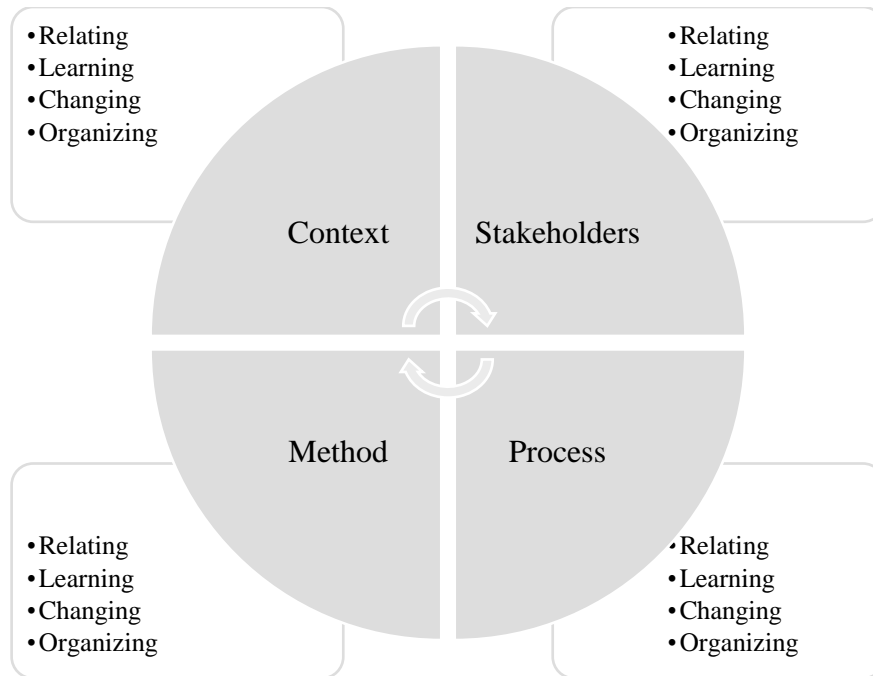 •Relating
•Learning
•Changing
•Organizing
•Relating
•Learning
•Changing
•Organizing
Context
Stakeholders
Method
Process
•Relating
•Learning
•Changing
•Organizing
•Relating
•Learning
•Changing
•Organizing